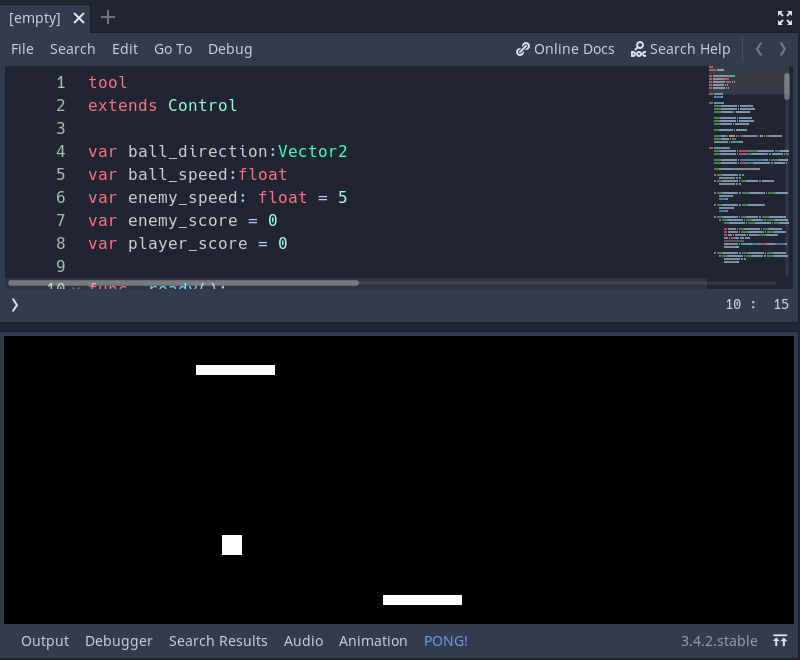 [empty]
File Search Edit Go To Debug Online Docs Search Help
1 tool
2 extends Control
3
4 var ball_direction:Vector2
5 var ball_speed:float
6 var enemy_speed: float = 5
7 var enemy_score = 0
8 var player_score = 0
9
10 func _ready():
10 : 15
Output Debugger Search Results Audio Animation PONG! 3.4.2.stable